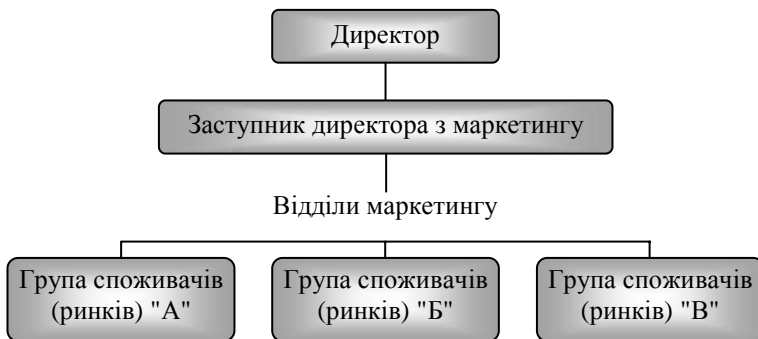 Директор
Заступник директора з маркетингу
Відділи маркетингу
Група споживачів
(ринків) "А"
Група споживачів
(ринків) "Б"
Група споживачів
(ринків) "В"